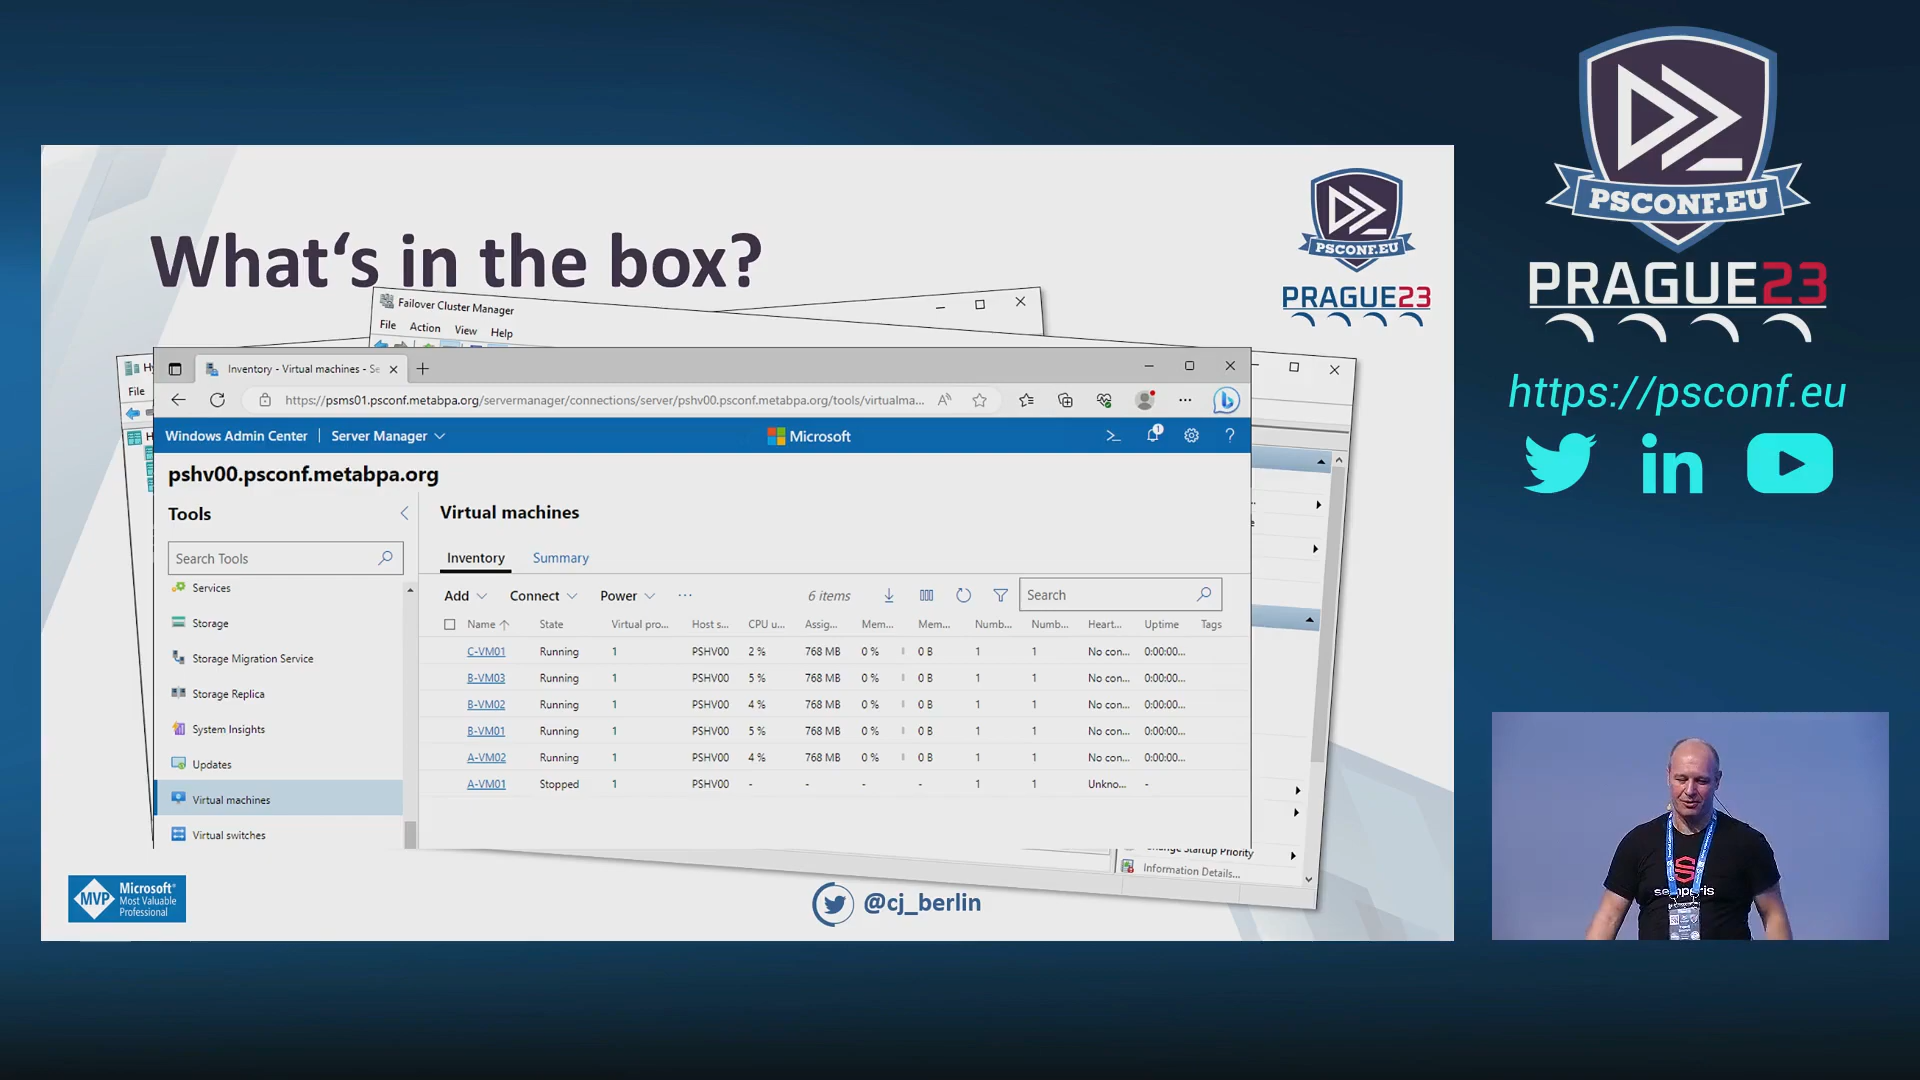 What‘s in the box?
PSCONF.EU
PRAGUE23
Failover Cluster Manager
File Action View Help
File
Inventory - Virtual machines - Se
https://psms01.psconf.metabpa.org/servermanager/connections/server/pshv00.psconf.metabpa.org/tools/virtualma...
Windows Admin Center | Server Manager
Microsoft
pshv00.psconf.metabpa.org
Tools
Search Tools
Services
Storage
Storage Migration Service
Storage Replica
System Insights
Updates
Virtual machines
Virtual switches
Virtual machines
Inventory Summary
Add Connect Power ... 6 items Search
Name State Virtual pro... Host s... CPU u... Assig... Mem... Mem... Numb... Numb... Heart... Uptime Tags
C-VM01 Running 1 PSHV00 2 % 768 MB 0 % 0 B 1 1 No con... 0:00:00...
B-VM03 Running 1 PSHV00 5 % 768 MB 0 % 0 B 1 1 No con... 0:00:00...
B-VM02 Running 1 PSHV00 4 % 768 MB 0 % 0 B 1 1 No con... 0:00:00...
B-VM01 Running 1 PSHV00 5 % 768 MB 0 % 0 B 1 1 No con... 0:00:00...
A-VM02 Running 1 PSHV00 4 % 768 MB 0 % 0 B 1 1 No con... 0:00:00...
A-VM01 Stopped 1 PSHV00 - - - - 1 1 Unkno... -
Change Startup Priority
Information Details...
MVP
Microsoft®
Most Valuable
Professional
@cj_berlin
PSCONF.EU
PRAGUE23
https://psconf.eu
in
semperis